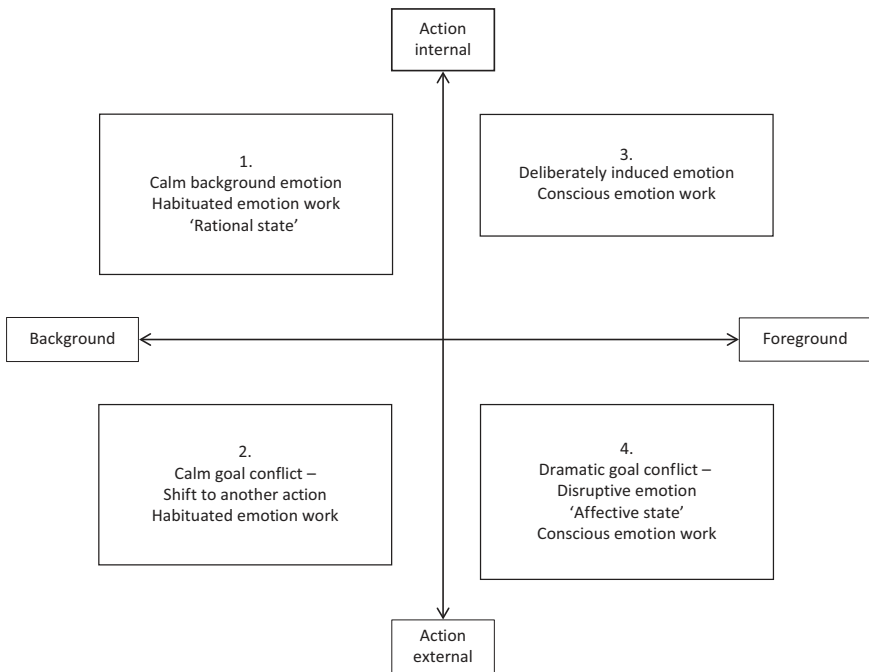 Action
internal
1.
Calm background emotion
Habituated emotion work
‘Rational state’
3.
Deliberately induced emotion
Conscious emotion work
Background
Foreground
2.
Calm goal conflict –
Shift to another action
Habituated emotion work
4.
Dramatic goal conflict –
Disruptive emotion
‘Affective state’
Conscious emotion work
Action
external